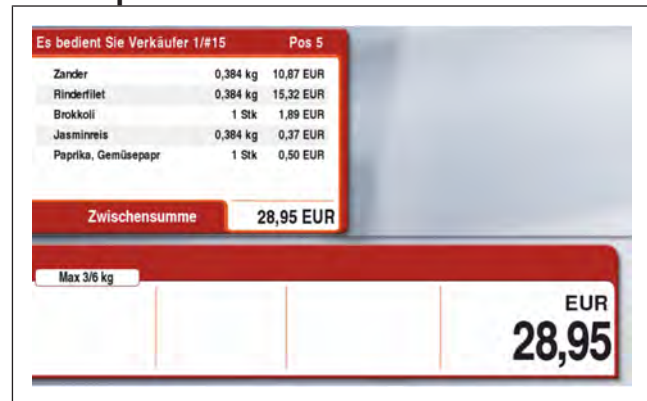 Es bedient Sie Verkäufer 1/#15 Pos 5
Zander 0,384 kg 10,87 EUR
Rinderfilet 0,384 kg 15,32 EUR
Brokkoli 1 Stk 1,89 EUR
Jasminreis 0,384 kg 0,37 EUR
Paprika, Gemüsepapr 1 Stk 0,50 EUR
Zwischensumme 28,95 EUR
Max 3/6 kg
EUR
28,95